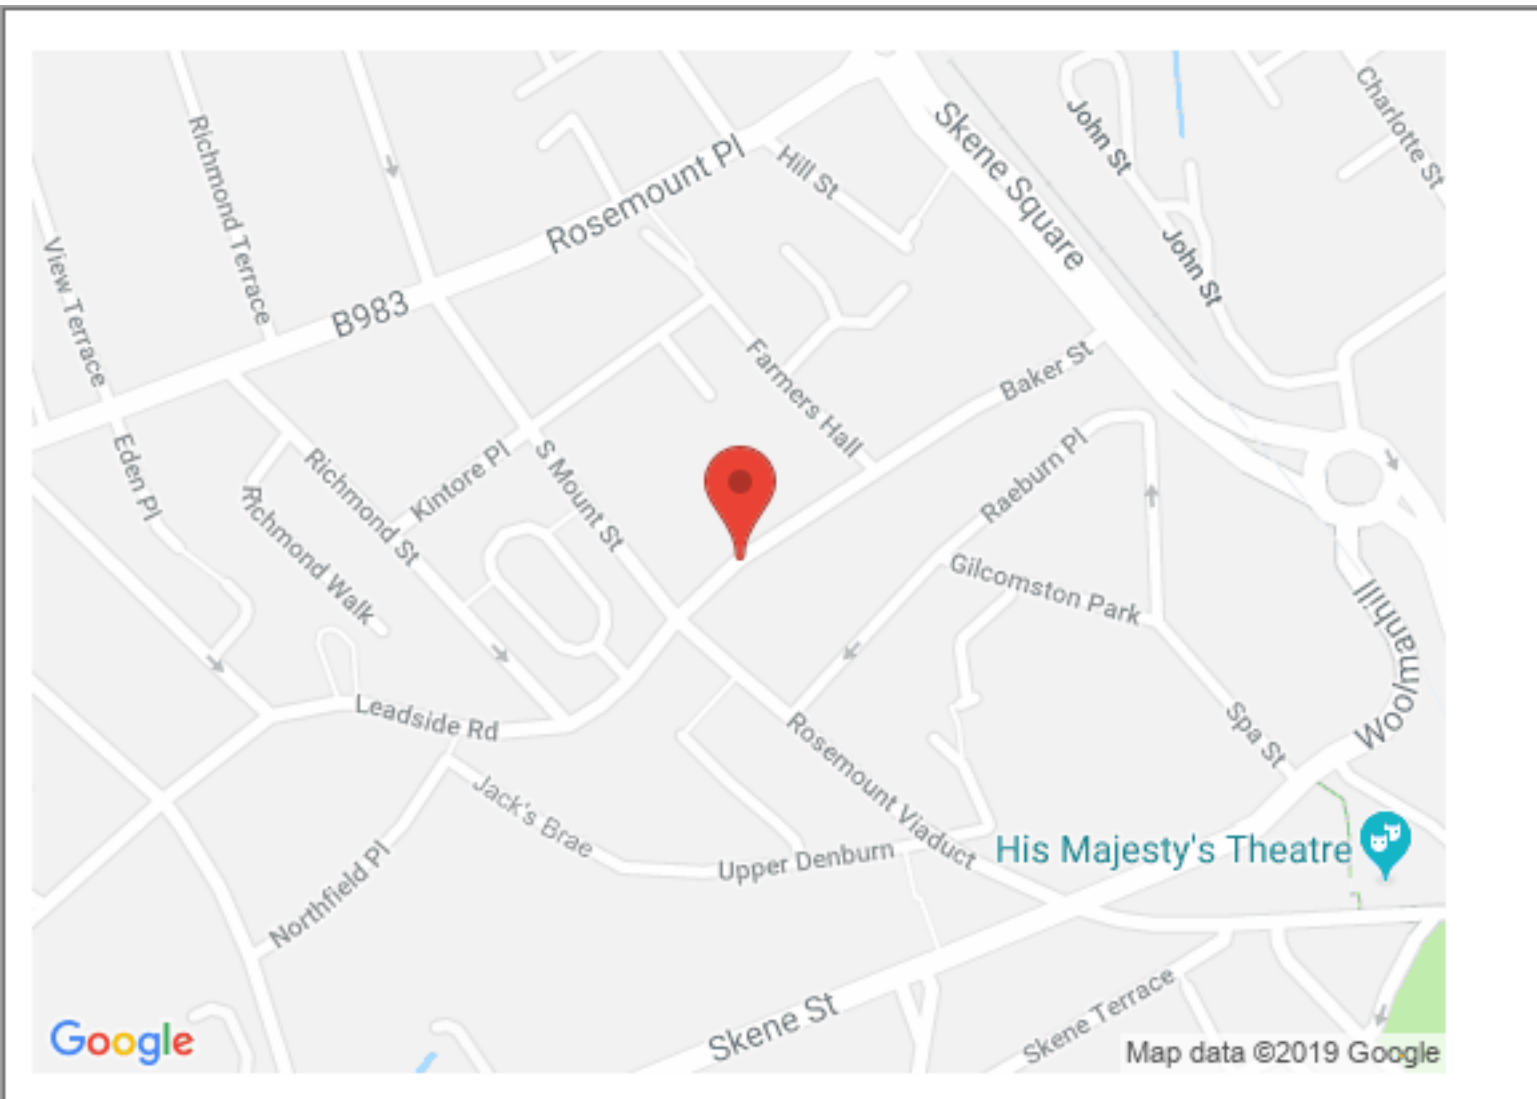 Charlotte St
John St
Skene Square
Richmond Terrace
Rosemount Pl
Hill St
John St
View Terrace
B983
Baker St
Farmers Hall
Eden Pl
Richmond St
Kintore Pl
S Mount St
Raeburn Pl
Richmond Walk
Gilcomston Park
Woolmanhill
Leadside Rd
Spa St
Rosemount Viaduct
Jack's Brae
Upper Denburn
His Majesty's Theatre
Northfield Pl
Skene St
Skene Terrace
Google
Map data ©2019 Google